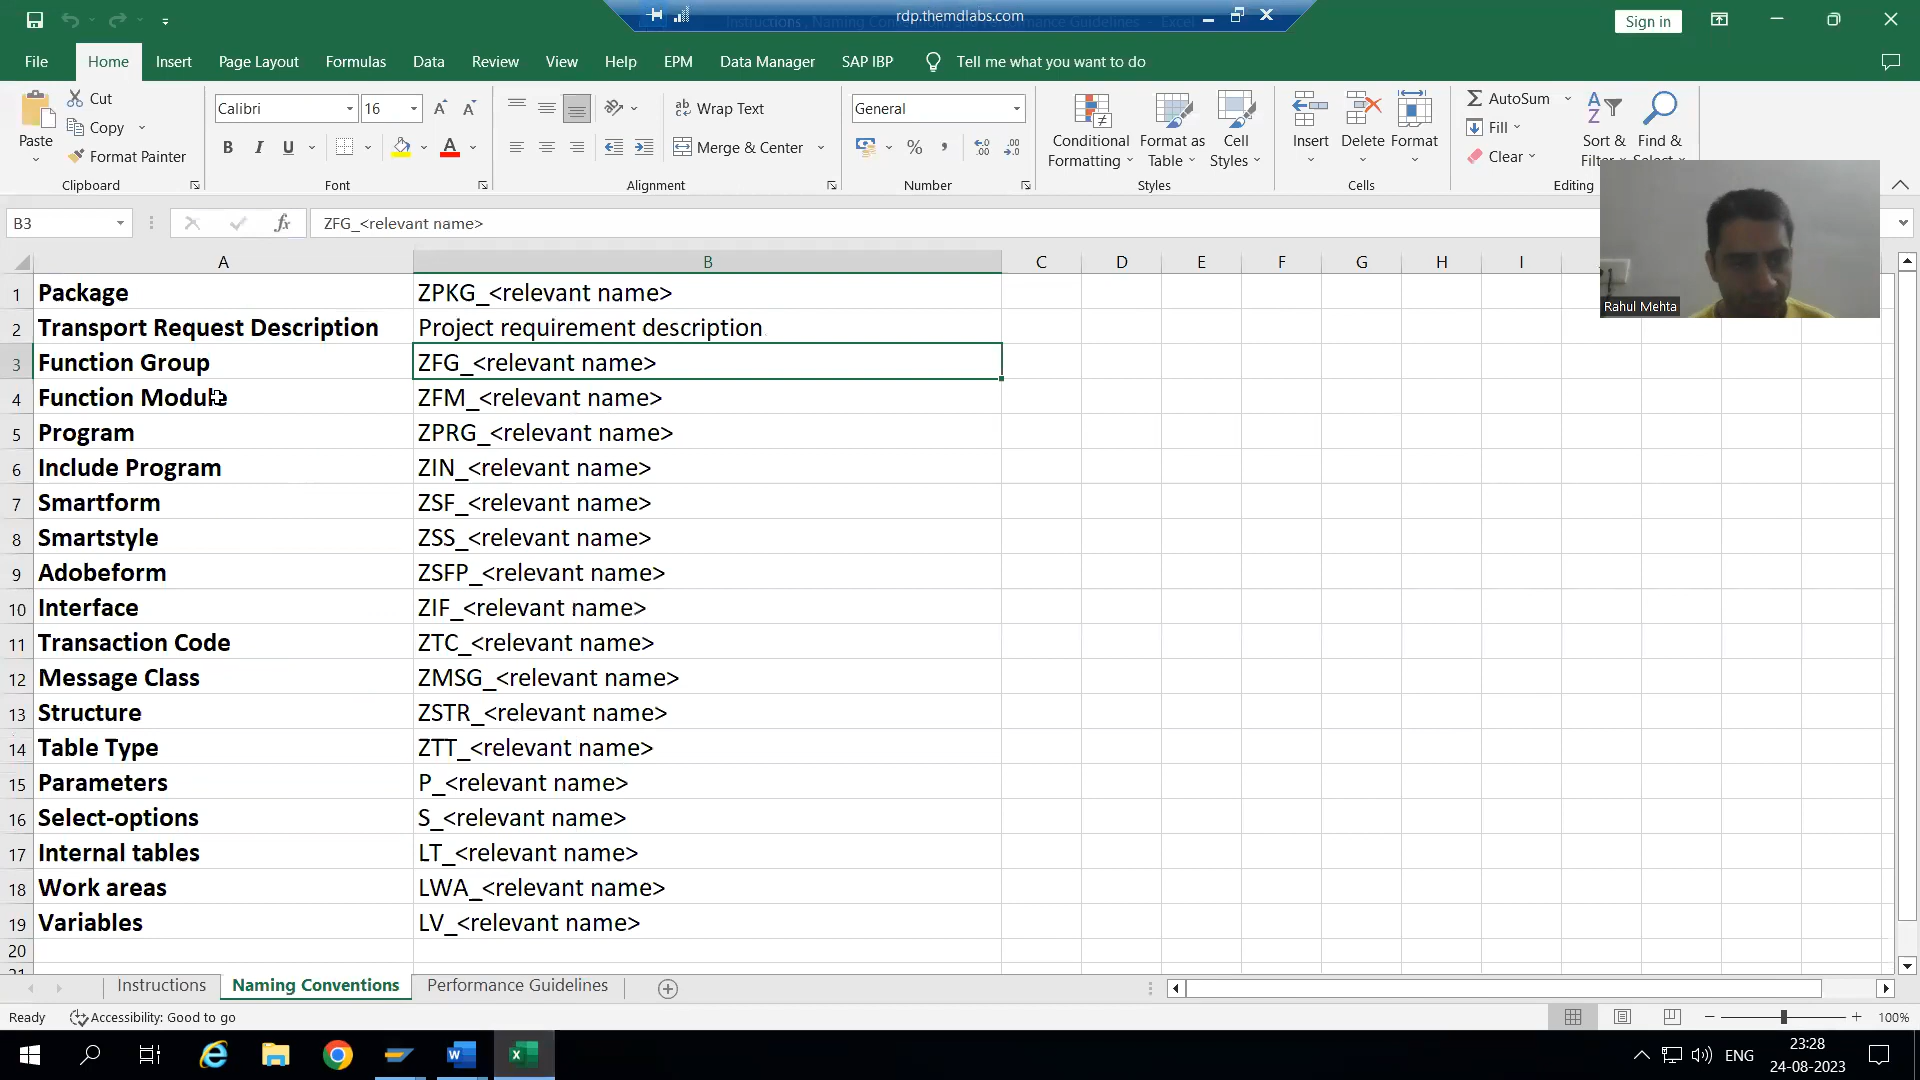 rdp.themdlabs.com
Sign in
File Home Insert Page Layout Formulas Data Review View Help EPM Data Manager SAP IBP Tell me what you want to do
Paste
Cut
Copy
Format Painter
Clipboard
Calibri 16
B I U
Font
Wrap Text
Merge & Center
Alignment
General
Number
Conditional Formatting
Format as Table
Cell Styles
Styles
Insert Delete Format
Cells
AutoSum
Fill
Clear
Sort & Filter
Find & Select
Editing
B3 fx ZFG_<relevant name>
Rahul Mehta
A B C D E F G H I
1 Package ZPKG_<relevant name>
2 Transport Request Description Project requirement description
3 Function Group ZFG_<relevant name>
4 Function Module ZFM_<relevant name>
5 Program ZPRG_<relevant name>
6 Include Program ZIN_<relevant name>
7 Smartform ZSF_<relevant name>
8 Smartstyle ZSS_<relevant name>
9 Adobeform ZSFP_<relevant name>
10 Interface ZIF_<relevant name>
11 Transaction Code ZTC_<relevant name>
12 Message Class ZMSG_<relevant name>
13 Structure ZSTR_<relevant name>
14 Table Type ZTT_<relevant name>
15 Parameters P_<relevant name>
16 Select-options S_<relevant name>
17 Internal tables LT_<relevant name>
18 Work areas LWA_<relevant name>
19 Variables LV_<relevant name>
20
21
Instructions Naming Conventions Performance Guidelines
Ready Accessibility: Good to go 100%
ENG
23:28
24-08-2023